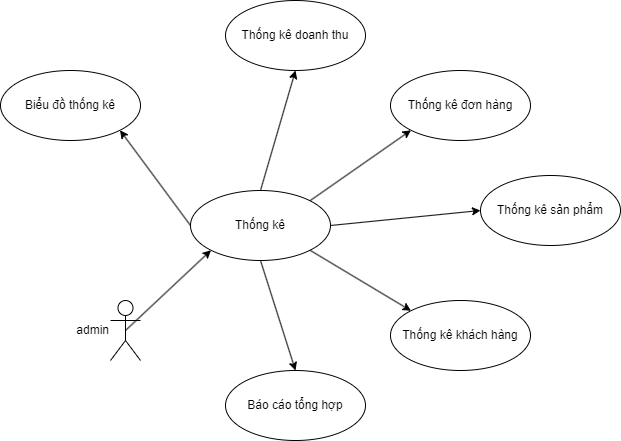 Thống kê doanh thu
Biểu đồ thống kê
Thống kê đơn hàng
Thống kê sản phẩm
Thống kê
admin
Thống kê khách hàng
Báo cáo tổng hợp